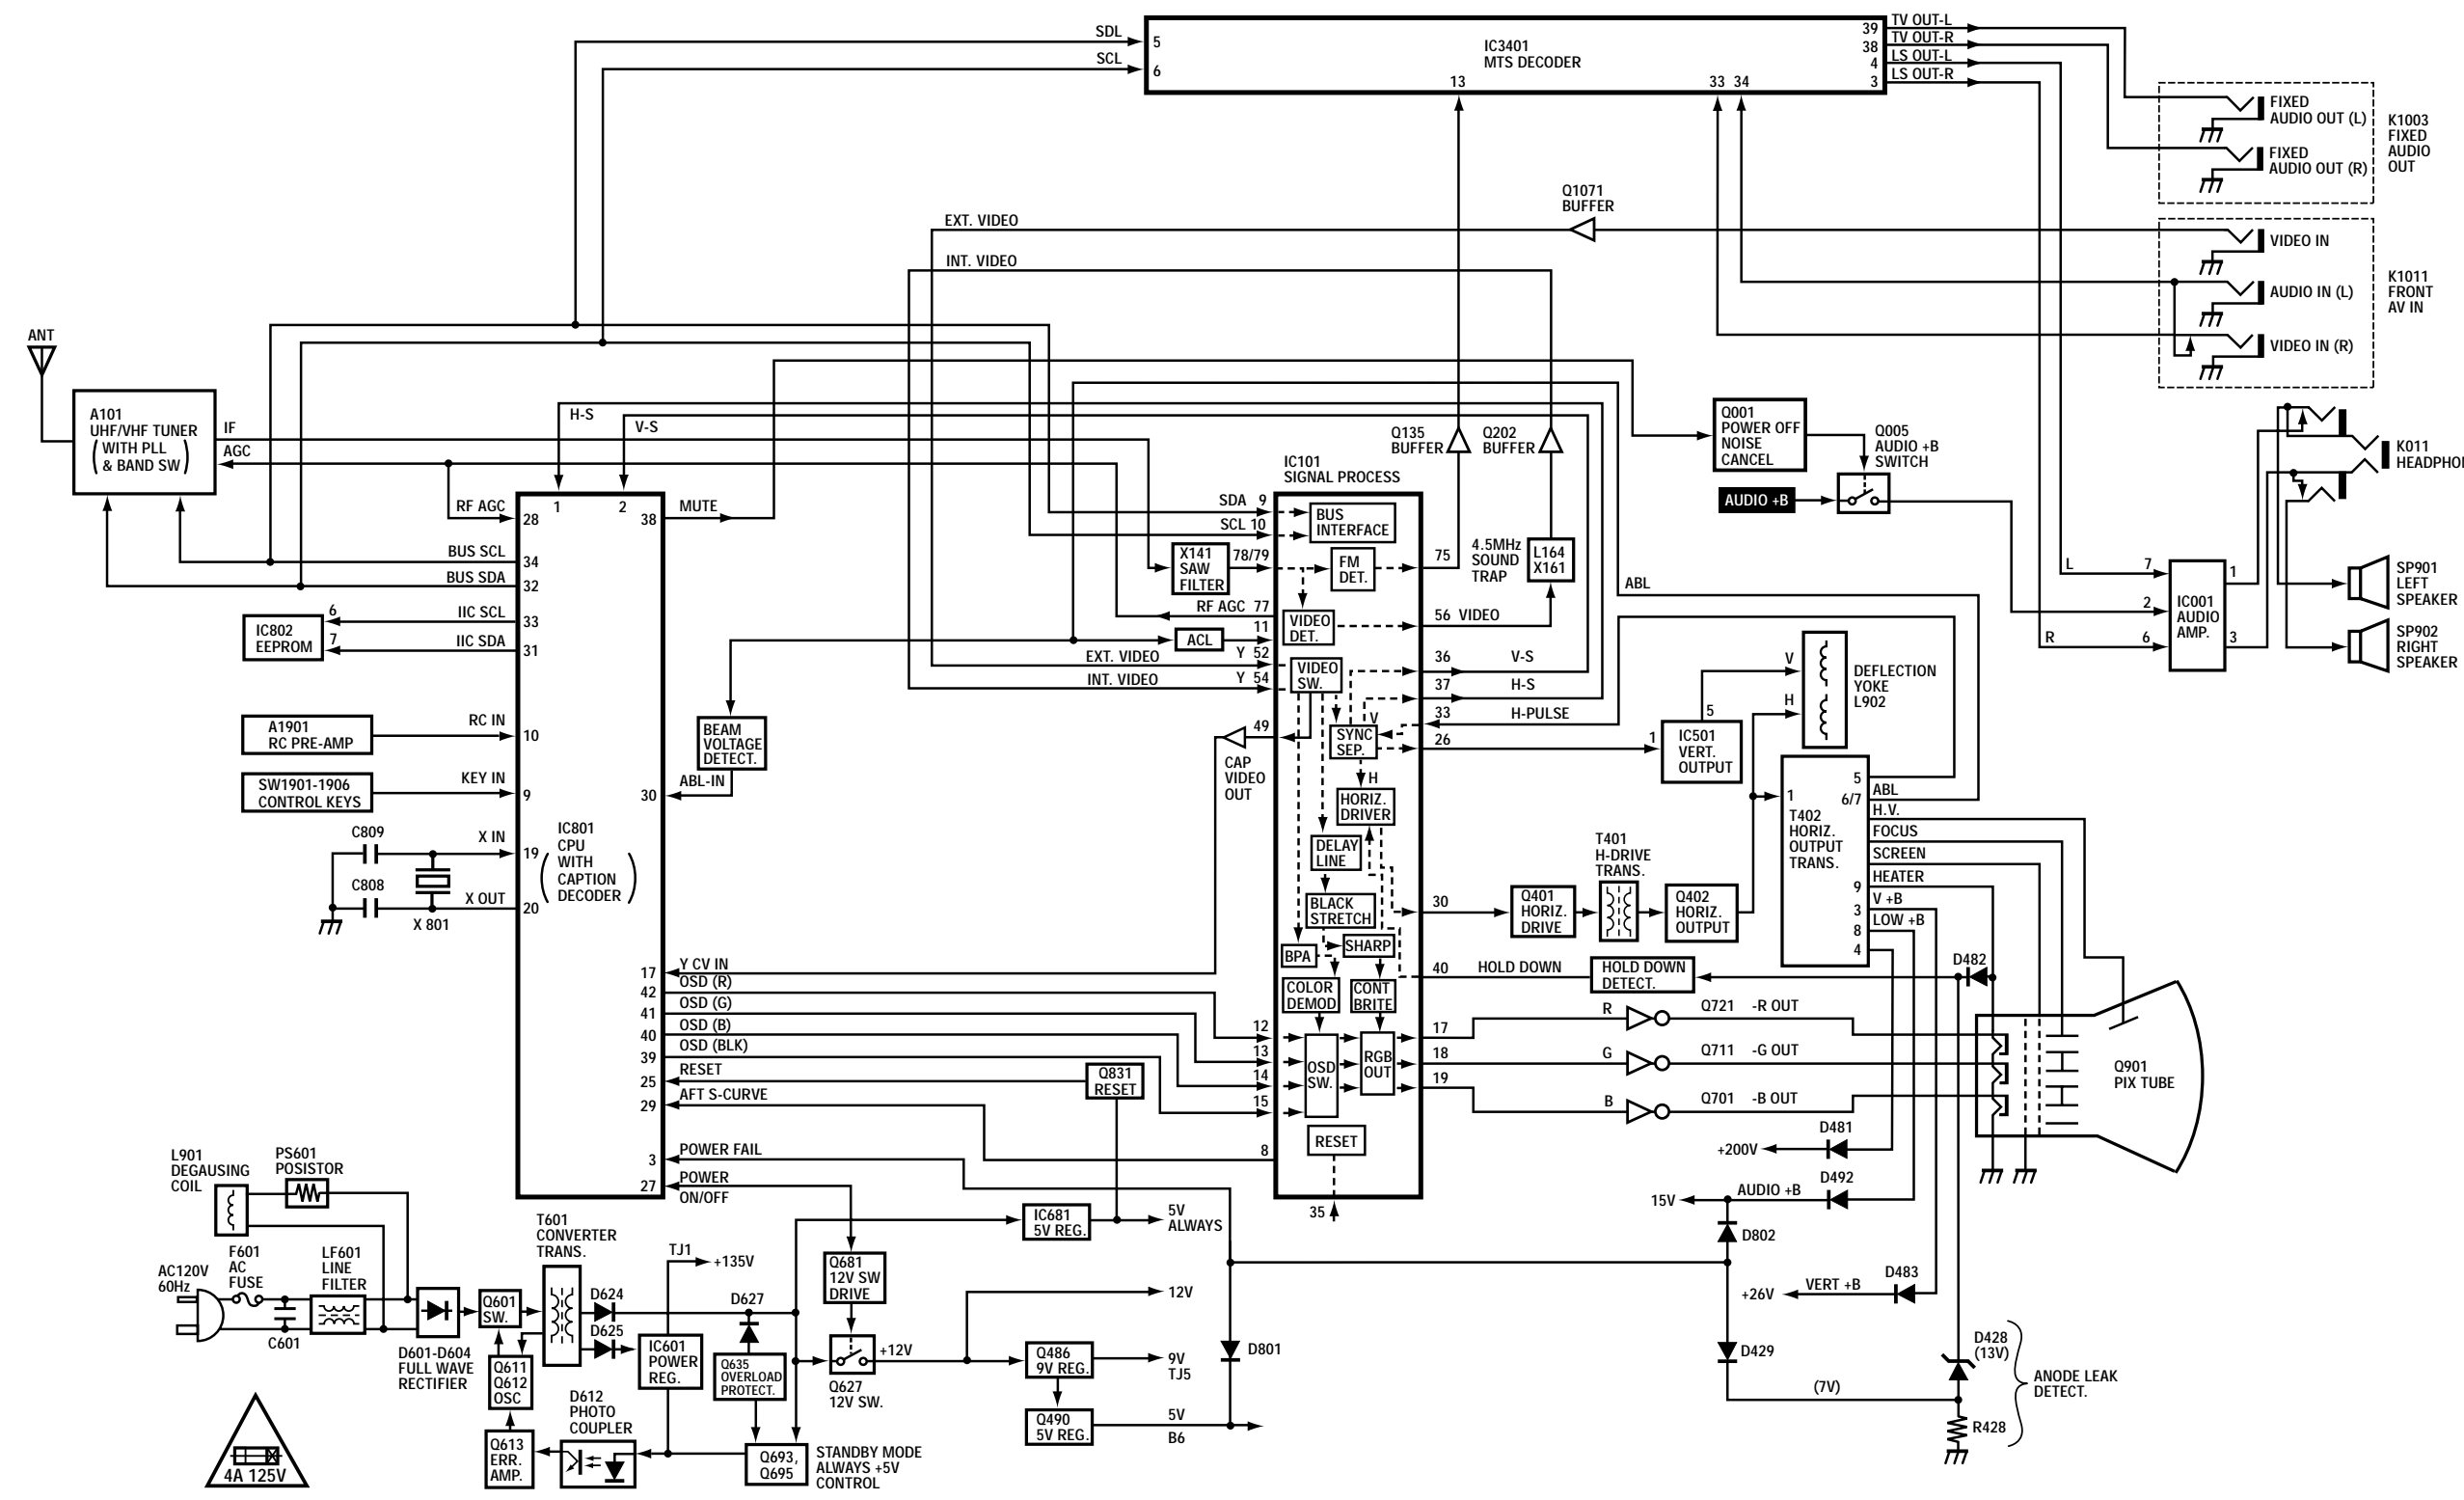 SDL
SCL
5
6
IC3401
MTS DECODER
13
33 34
39
38
4
3
TV OUT-L
TV OUT-R
LS OUT-L
LS OUT-R
FIXED
AUDIO OUT (L)
FIXED
AUDIO OUT (R)
K1003
FIXED
AUDIO
OUT
Q1071
BUFFER
EXT. VIDEO
INT. VIDEO
VIDEO IN
AUDIO IN (L)
VIDEO IN (R)
K1011
FRONT
AV IN
ANT
A101
UHF/VHF TUNER
(WITH PLL
& BAND SW)
IF
AGC
H-S
V-S
RF AGC
28
1
2
38
MUTE
BUS SCL
34
BUS SDA
32
IIC SCL
33
IIC SDA
31
6
7
IC802
EEPROM
A1901
RC PRE-AMP
RC IN
10
SW1901-1906
CONTROL KEYS
KEY IN
9
C809
C808
X IN
19
X OUT
20
X 801
IC801
CPU
WITH
CAPTION
DECODER
30
ABL-IN
BEAM
VOLTAGE
DETECT.
17
Y CV IN
42
OSD (R)
41
OSD (G)
40
OSD (B)
39
OSD (BLK)
25
RESET
29
AFT S-CURVE
3
POWER FAIL
27
POWER
ON/OFF
Q831
RESET
IC101
SIGNAL PROCESS
SDA 9
SCL 10
BUS
INTERFACE
X141
SAW
FILTER
78/79
FM
DET.
RF AGC 77
11
ACL
VIDEO
DET.
EXT. VIDEO
Y 52
INT. VIDEO
Y 54
VIDEO
SW.
49
CAP
VIDEO
OUT
V
SYNC
SEP.
H
HORIZ.
DRIVER
DELAY
LINE
BLACK
STRETCH
SHARP
BPA
COLOR
DEMOD
CONT
BRITE
12
13
14
15
OSD
SW.
RGB
OUT
RESET
8
35
75
56 VIDEO
36
V-S
37
H-S
33
H-PULSE
26
30
40
HOLD DOWN
17
18
19
Q135
BUFFER
Q202
BUFFER
4.5MHz
SOUND
TRAP
L164
X161
ABL
Q001
POWER OFF
NOISE
CANCEL
Q005
AUDIO +B
SWITCH
AUDIO +B
K011
L
7
2
R
6
IC001
AUDIO
AMP.
1
3
SP901
LEFT
SPEAKER
SP902
RIGHT
SPEAKER
V
H
DEFLECTION
YOKE
L902
1
5
IC501
VERT.
OUTPUT
1
T402
HORIZ.
OUTPUT
TRANS.
5
6/7
9
3
8
4
ABL
H.V.
FOCUS
SCREEN
HEATER
V +B
LOW +B
T401
H-DRIVE
TRANS.
Q401
HORIZ.
DRIVE
Q402
HORIZ.
OUTPUT
HOLD DOWN
DETECT.
D482
R
Q721 -R OUT
G
Q711 -G OUT
B
Q701 -B OUT
Q901
PIX TUBE
+200V
D481
15V
AUDIO +B
D492
D802
+26V
VERT +B
D483
D801
D429
(7V)
D428
(13V)
R428
ANODE LEAK
DETECT.
L901
DEGAUSING
COIL
PS601
POSISTOR
AC120V
60Hz
F601
AC
FUSE
LF601
LINE
FILTER
C601
D601-D604
FULL WAVE
RECTIFIER
Q601
SW.
Q611
Q612
OSC
Q613
ERR.
AMP.
T601
CONVERTER
TRANS.
D624
D625
TJ1
+135V
IC601
POWER
REG.
D612
PHOTO
COUPLER
D627
Q635
OVERLOAD
PROTECT.
Q693,
Q695
STANDBY MODE
ALWAYS +5V
CONTROL
Q681
12V SW
DRIVE
Q627
12V SW.
+12V
IC681
5V REG.
5V
ALWAYS
12V
Q486
9V REG.
9V
TJ5
Q490
5V REG.
5V
B6
4A 125V